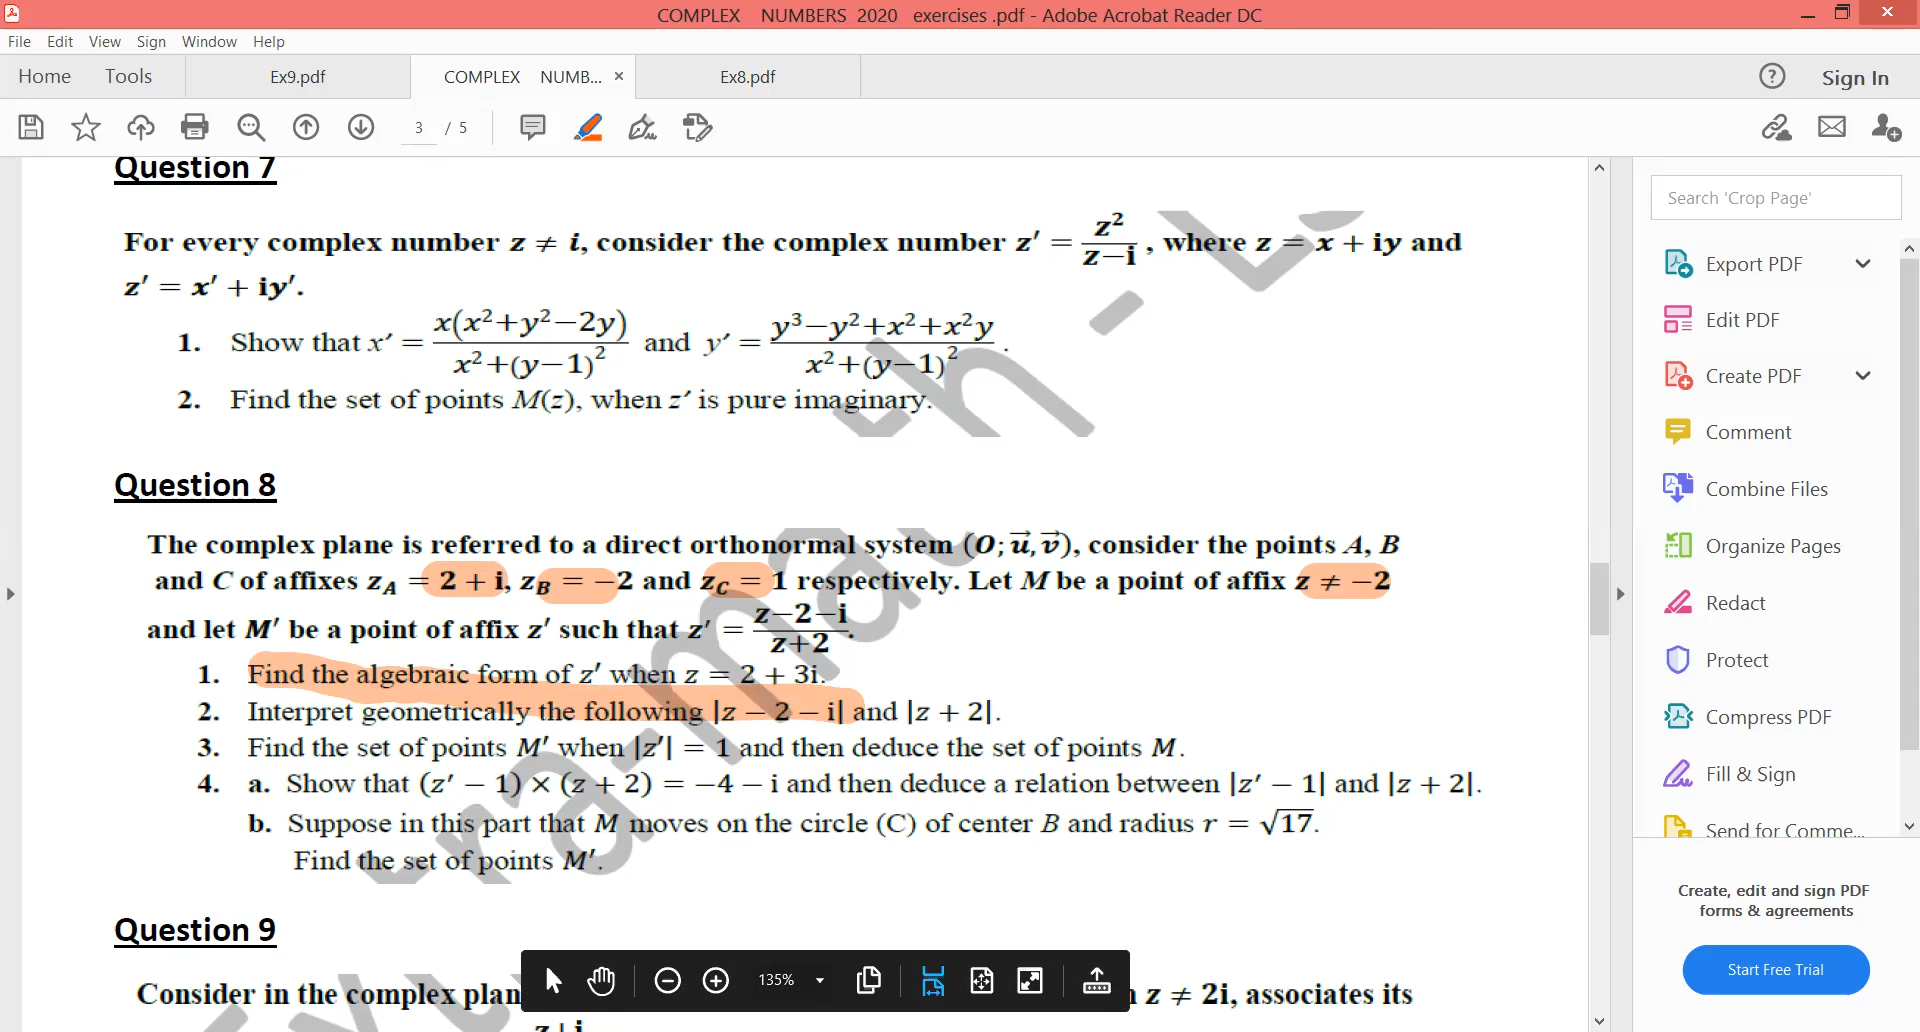 COMPLEX NUMBERS 2020 exercises .pdf - Adobe Acrobat Reader DC
File Edit View Sign Window Help
Home Tools Ex9.pdf COMPLEX NUMB... × Ex8.pdf Sign In
3 / 5
Question 7
For every complex number z ≠ i, consider the complex number z′ = z²/(z−i), where z = x + iy and
z′ = x′ + iy′.
1. Show that x′ = x(x²+y²−2y)/(x²+(y−1)²) and y′ = (y³−y²+x²+x²y)/(x²+(y−1)²).
2. Find the set of points M(z), when z′ is pure imaginary.
Question 8
The complex plane is referred to a direct orthonormal system (O; u⃗, v⃗), consider the points A, B
and C of affixes z_A = 2 + i, z_B = −2 and z_C = 1 respectively. Let M be a point of affix z ≠ −2
and let M′ be a point of affix z′ such that z′ = (z−2−i)/(z+2).
1. Find the algebraic form of z′ when z = 2 + 3i.
2. Interpret geometrically the following |z − 2 − i| and |z + 2|.
3. Find the set of points M′ when |z′| = 1 and then deduce the set of points M.
4. a. Show that (z′ − 1) × (z + 2) = −4 − i and then deduce a relation between |z′ − 1| and |z + 2|.
b. Suppose in this part that M moves on the circle (C) of center B and radius r = √17.
Find the set of points M′.
Question 9
Consider in the complex plan
z ≠ 2i, associates its
z+i
135%
Search 'Crop Page'
Export PDF
Edit PDF
Create PDF
Comment
Combine Files
Organize Pages
Redact
Protect
Compress PDF
Fill & Sign
Send for Comme...
Create, edit and sign PDF
forms & agreements
Start Free Trial